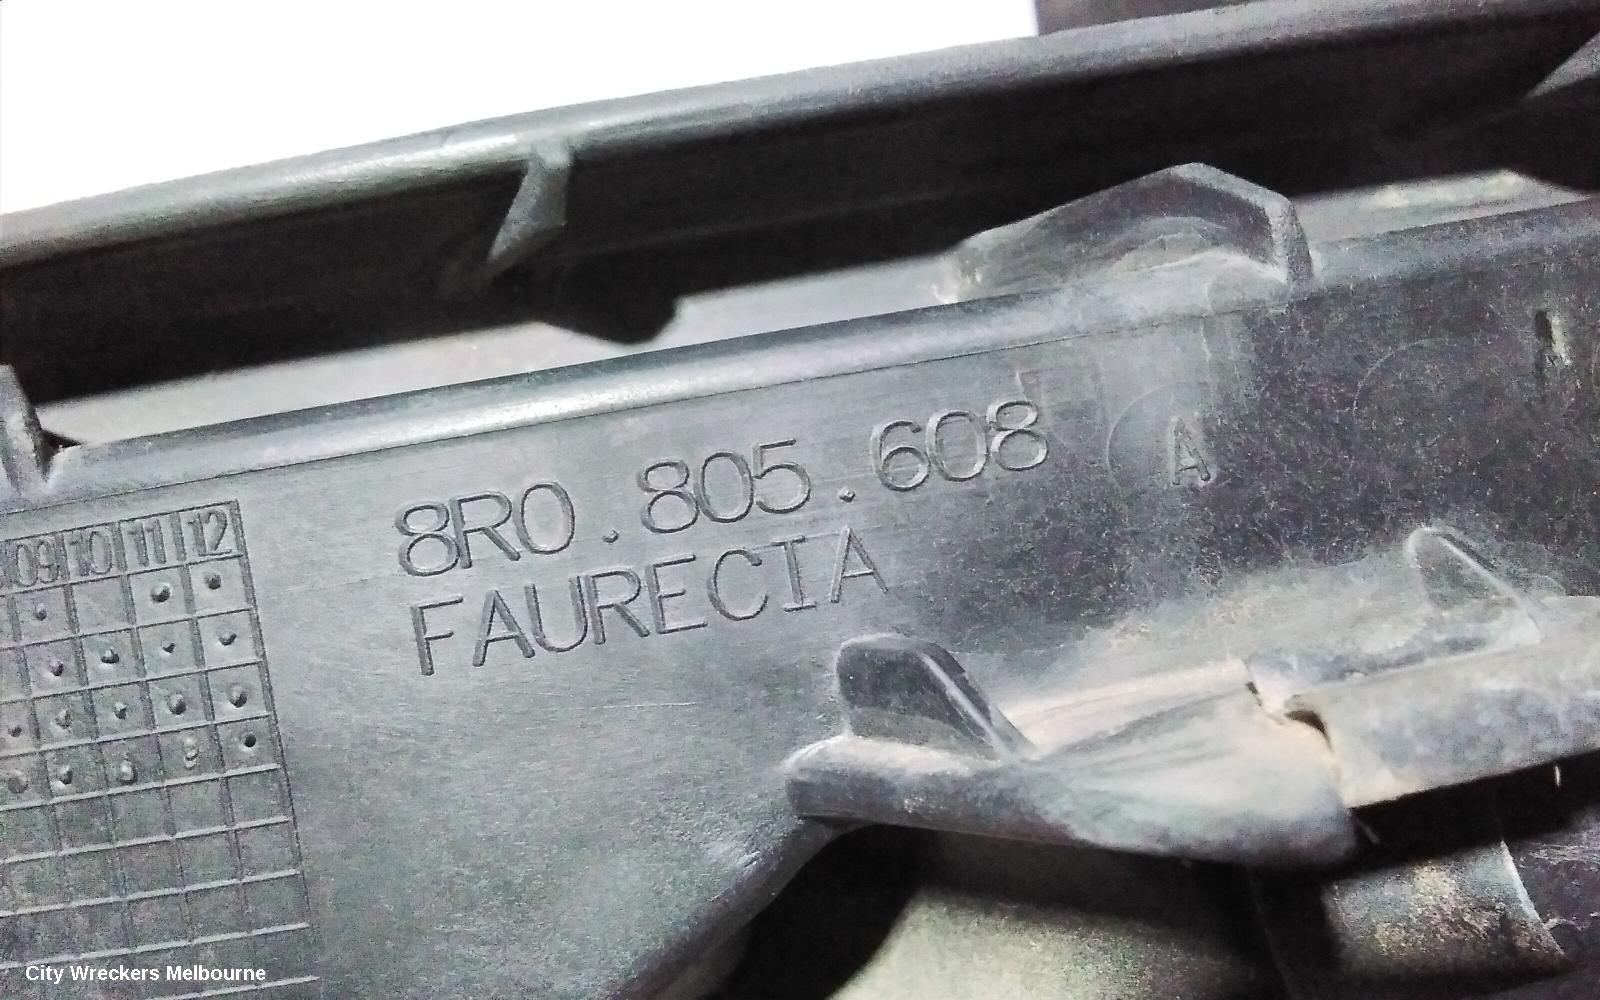 8R0.805.608 A
FAURECIA
09 10 11 12
City Wreckers Melbourne